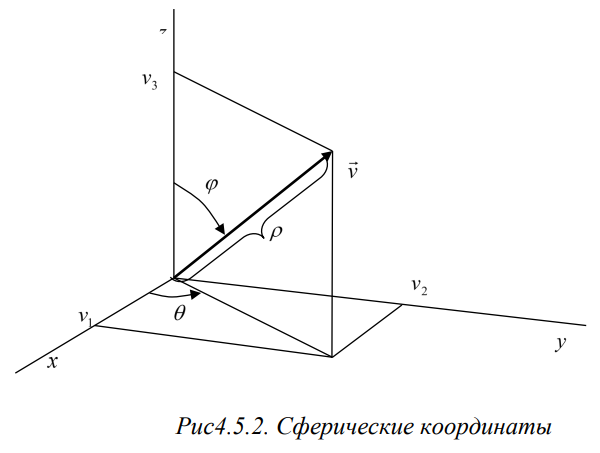 v₃
φ
v⃗
ρ
v₂
v₁
θ
x
y
Рис4.5.2. Сферические координаты